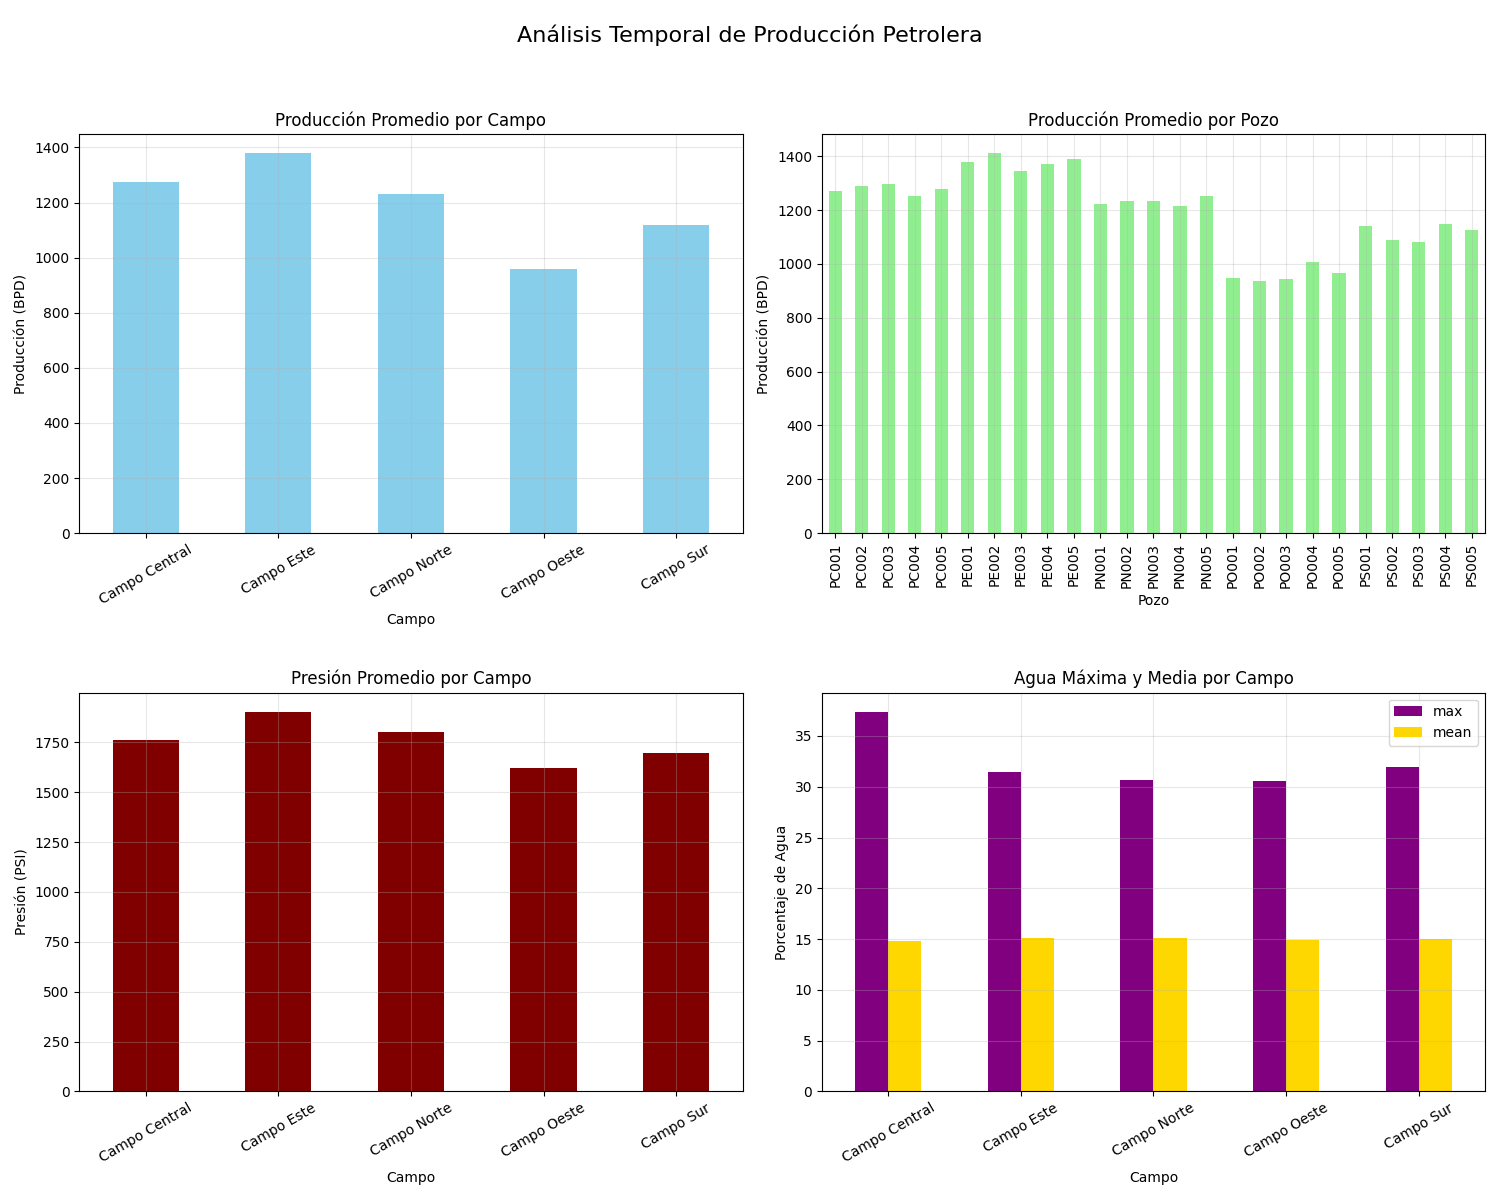 Análisis Temporal de Producción Petrolera
Producción Promedio por Campo
Producción (BPD)
1400
1200
1000
800
600
400
200
0
Campo Central
Campo Este
Campo Norte
Campo Oeste
Campo Sur
Campo
Producción Promedio por Pozo
Producción (BPD)
1400
1200
1000
800
600
400
200
0
PC001
PC002
PC003
PC004
PC005
PE001
PE002
PE003
PE004
PE005
PN001
PN002
PN003
PN004
PN005
PO001
PO002
PO003
PO004
PO005
PS001
PS002
PS003
PS004
PS005
Pozo
Presión Promedio por Campo
Presión (PSI)
1750
1500
1250
1000
750
500
250
0
Campo Central
Campo Este
Campo Norte
Campo Oeste
Campo Sur
Campo
Agua Máxima y Media por Campo
max
mean
Porcentaje de Agua
35
30
25
20
15
10
5
0
Campo Central
Campo Este
Campo Norte
Campo Oeste
Campo Sur
Campo